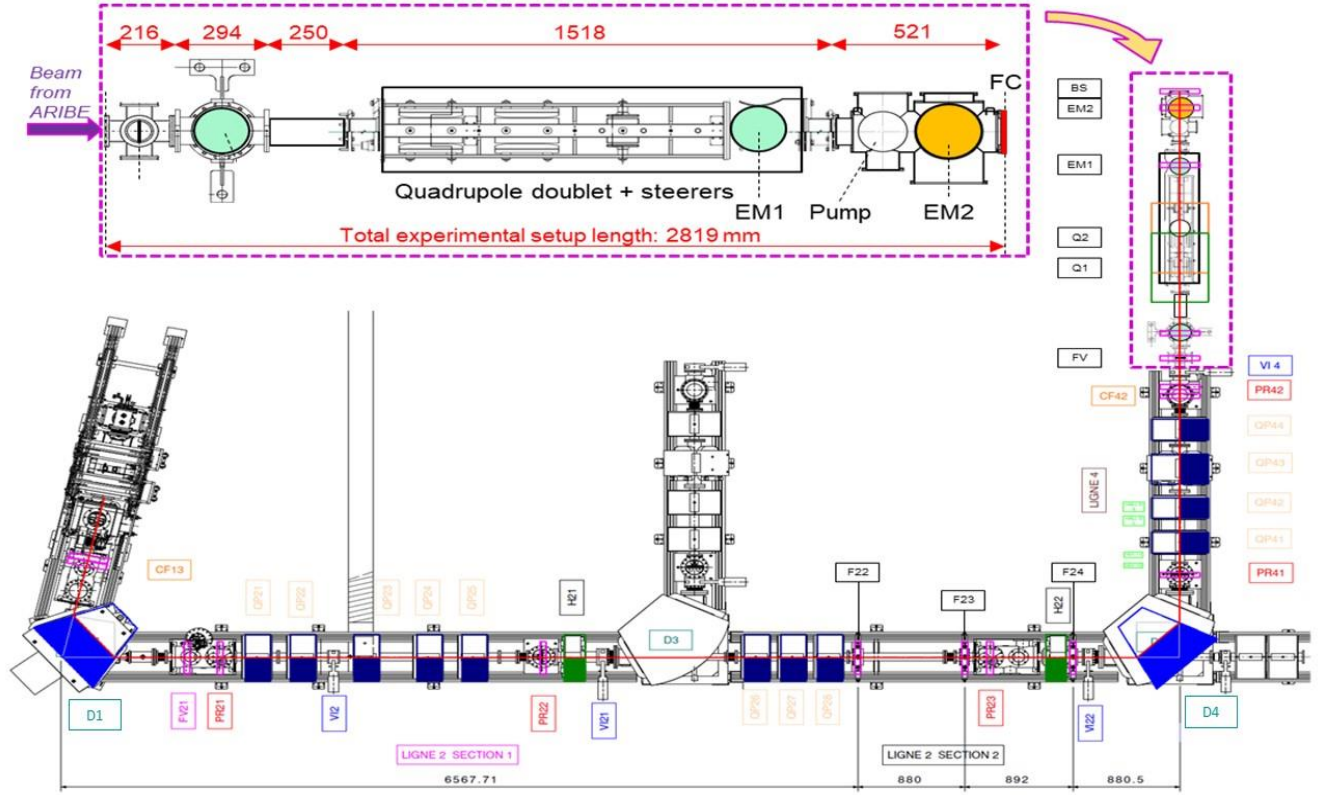 216
294
250
1518
521
Beam
from
ARIBE
FC
Quadrupole doublet + steerers
EM1
Pump
EM2
Total experimental setup length: 2819 mm
BS
EM2
EM1
Q2
Q1
FV
VI 4
CF42
PR42
QP44
QP43
LIGNE 4
QP42
QP41
PR41
CF13
QP21
QP22
QP23
QP24
QP25
H21
F22
F23
H22
F24
D3
D1
FV21
PR21
VI2
PR22
VI21
QP26
QP27
QP28
PR23
VI22
D4
LIGNE 2 SECTION 1
LIGNE 2 SECTION 2
6567.71
880
892
880.5